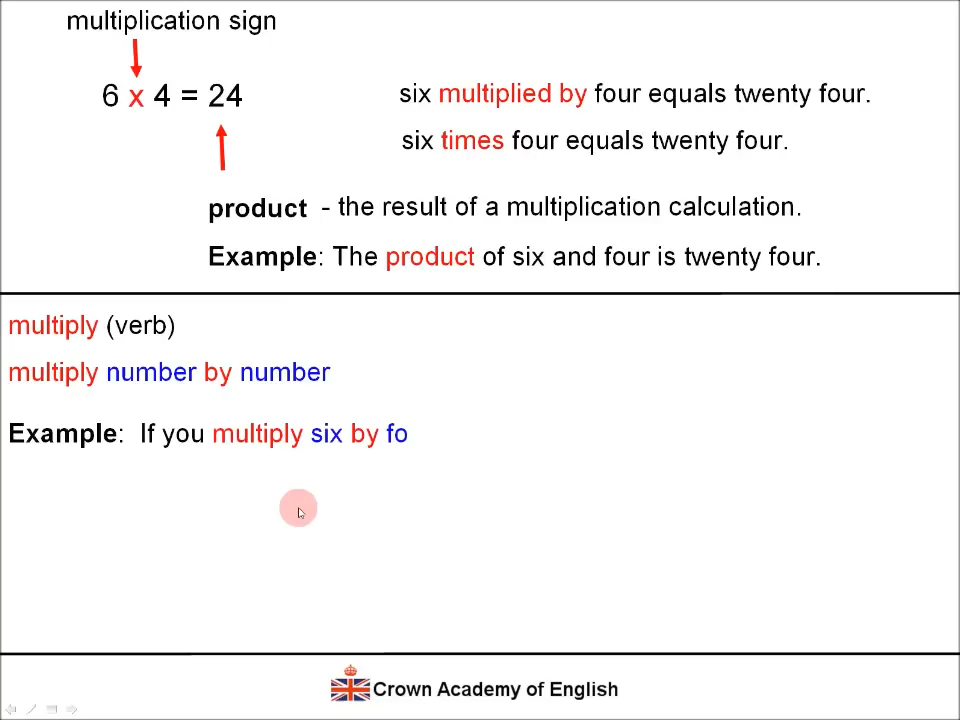 multiplication sign
6 x 4 = 24
six multiplied by four equals twenty four.
six times four equals twenty four.
product - the result of a multiplication calculation.
Example: The product of six and four is twenty four.
multiply (verb)
multiply number by number
Example: If you multiply six by fo
Crown Academy of English